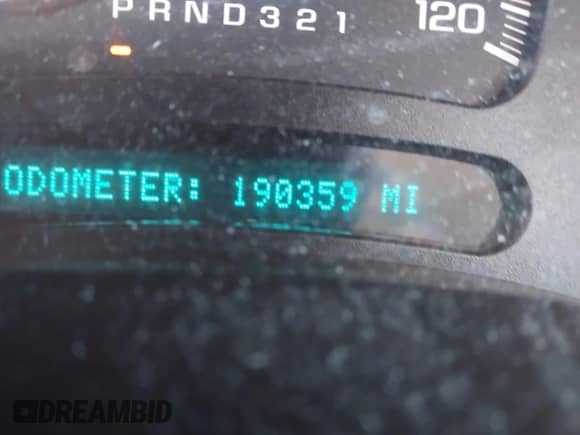 PRND321 120
ODOMETER: 190359 MI
DREAMBID